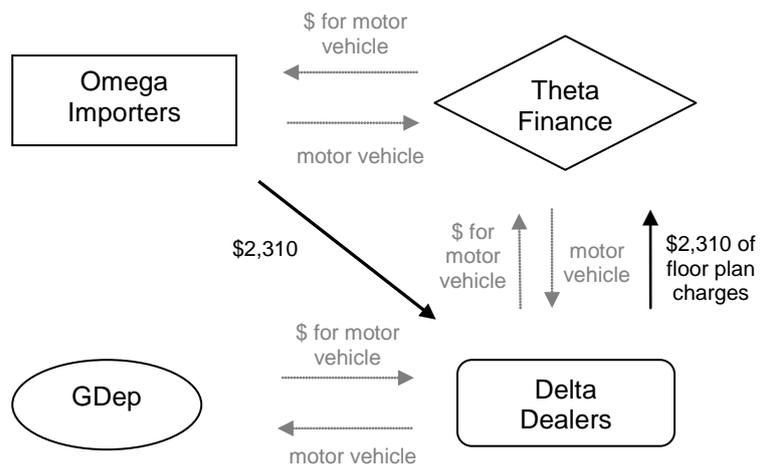 $ for motor
vehicle
Omega
Importers
Theta
Finance
motor vehicle
$2,310
$ for
motor
vehicle
motor
vehicle
$2,310 of
floor plan
charges
$ for motor
vehicle
GDep
Delta
Dealers
motor vehicle